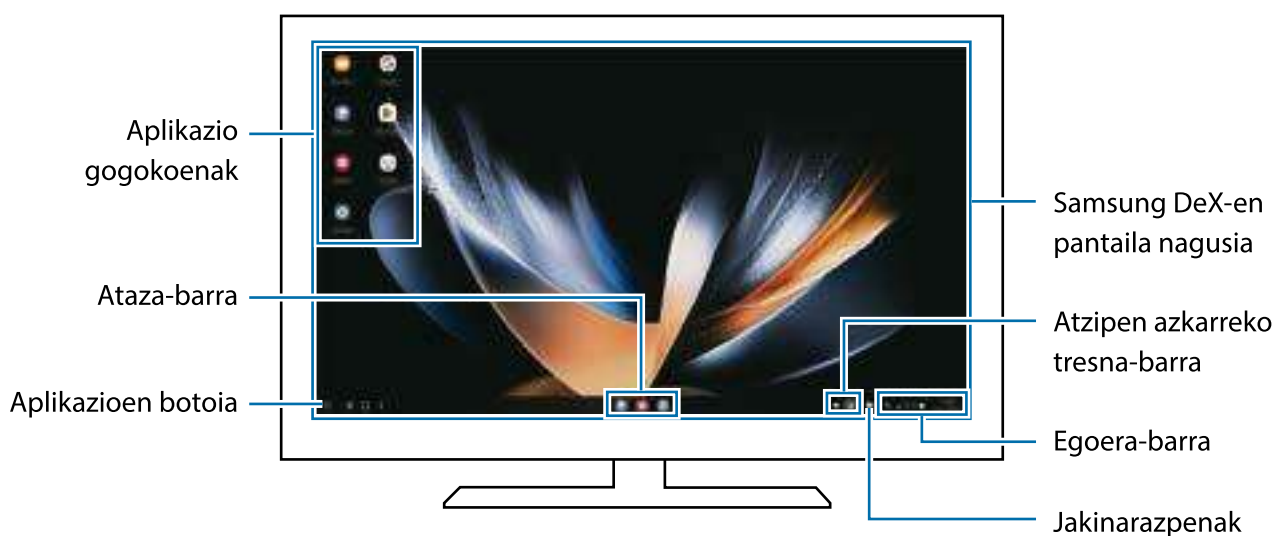 Aplikazio
gogokoenak
Ataza-barra
Aplikazioen botoia
Samsung DeX-en
pantaila nagusia
Atzipen azkarreko
tresna-barra
Egoera-barra
Jakinarazpenak